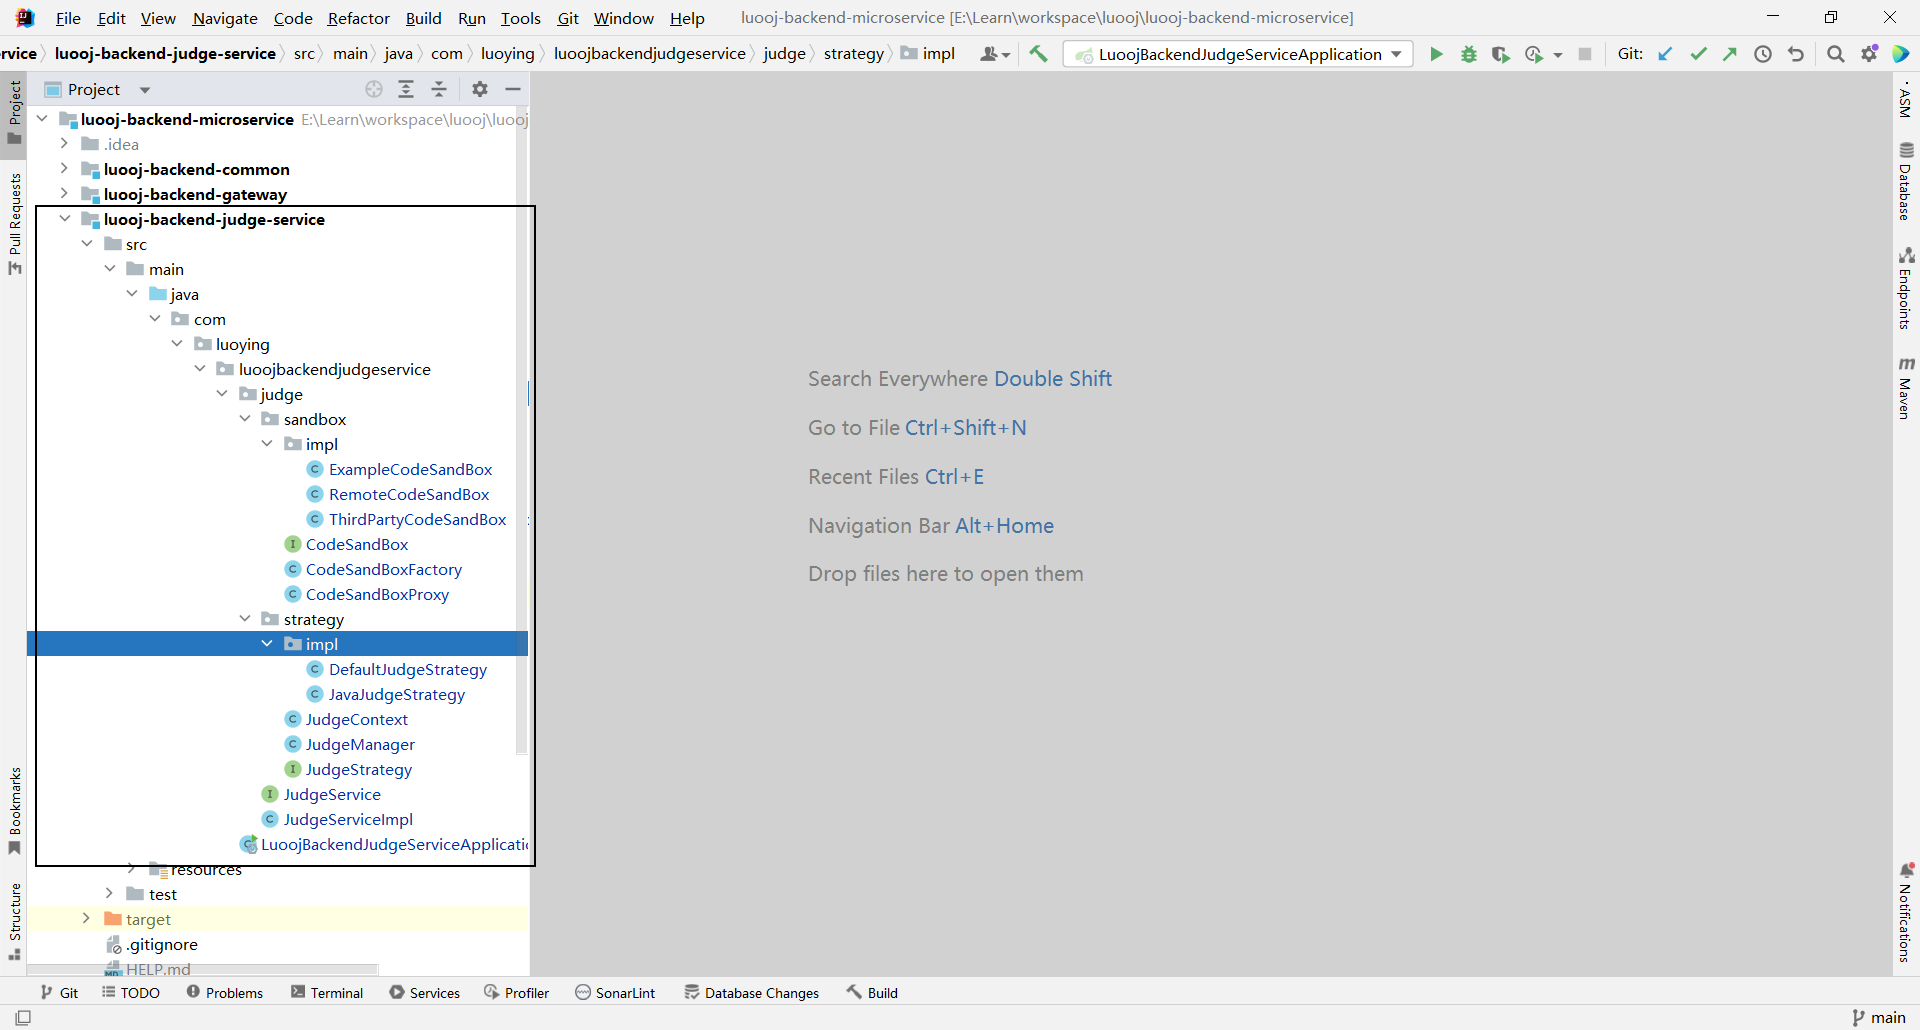 File Edit View Navigate Code Refactor Build Run Tools Git Window Help luooj-backend-microservice [E:\Learn\workspace\luooj\luooj-backend-microservice]
rvice luooj-backend-judge-service src main java com luoying luoojbackendjudgeservice judge strategy impl LuoojBackendJudgeServiceApplication Git:
Project
luooj-backend-microservice E:\Learn\workspace\luooj\luooj
.idea
luooj-backend-common
luooj-backend-gateway
luooj-backend-judge-service
src
main
java
com
luoying
luoojbackendjudgeservice
judge
sandbox
impl
ExampleCodeSandBox
RemoteCodeSandBox
ThirdPartyCodeSandBox
CodeSandBox
CodeSandBoxFactory
CodeSandBoxProxy
strategy
impl
DefaultJudgeStrategy
JavaJudgeStrategy
JudgeContext
JudgeManager
JudgeStrategy
JudgeService
JudgeServiceImpl
LuoojBackendJudgeServiceApplicatio
resources
test
target
.gitignore
HELP.md
Project
Pull Requests
Bookmarks
Structure
Search Everywhere Double Shift
Go to File Ctrl+Shift+N
Recent Files Ctrl+E
Navigation Bar Alt+Home
Drop files here to open them
ASM
Database
Endpoints
Maven
Notifications
Git TODO Problems Terminal Services Profiler SonarLint Database Changes Build
main